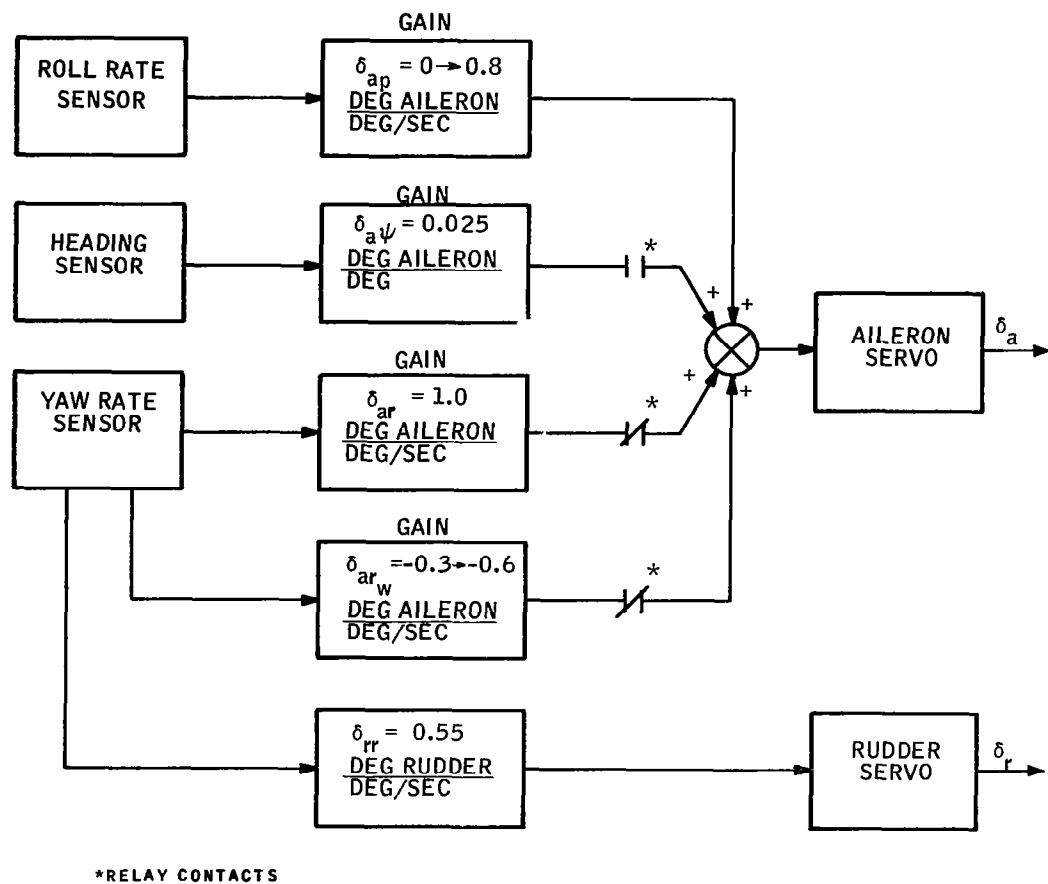 GAIN
ROLL RATE
SENSOR
δap = 0→0.8
DEG AILERON
DEG/SEC
GAIN
HEADING
SENSOR
δaψ = 0.025
DEG AILERON
DEG
*
+
+
AILERON
SERVO
δa
GAIN
YAW RATE
SENSOR
δar = 1.0
DEG AILERON
DEG/SEC
*
+
+
GAIN
δarw = -0.3→-0.6
DEG AILERON
DEG/SEC
*
δrr = 0.55
DEG RUDDER
DEG/SEC
RUDDER
SERVO
δr
*RELAY CONTACTS